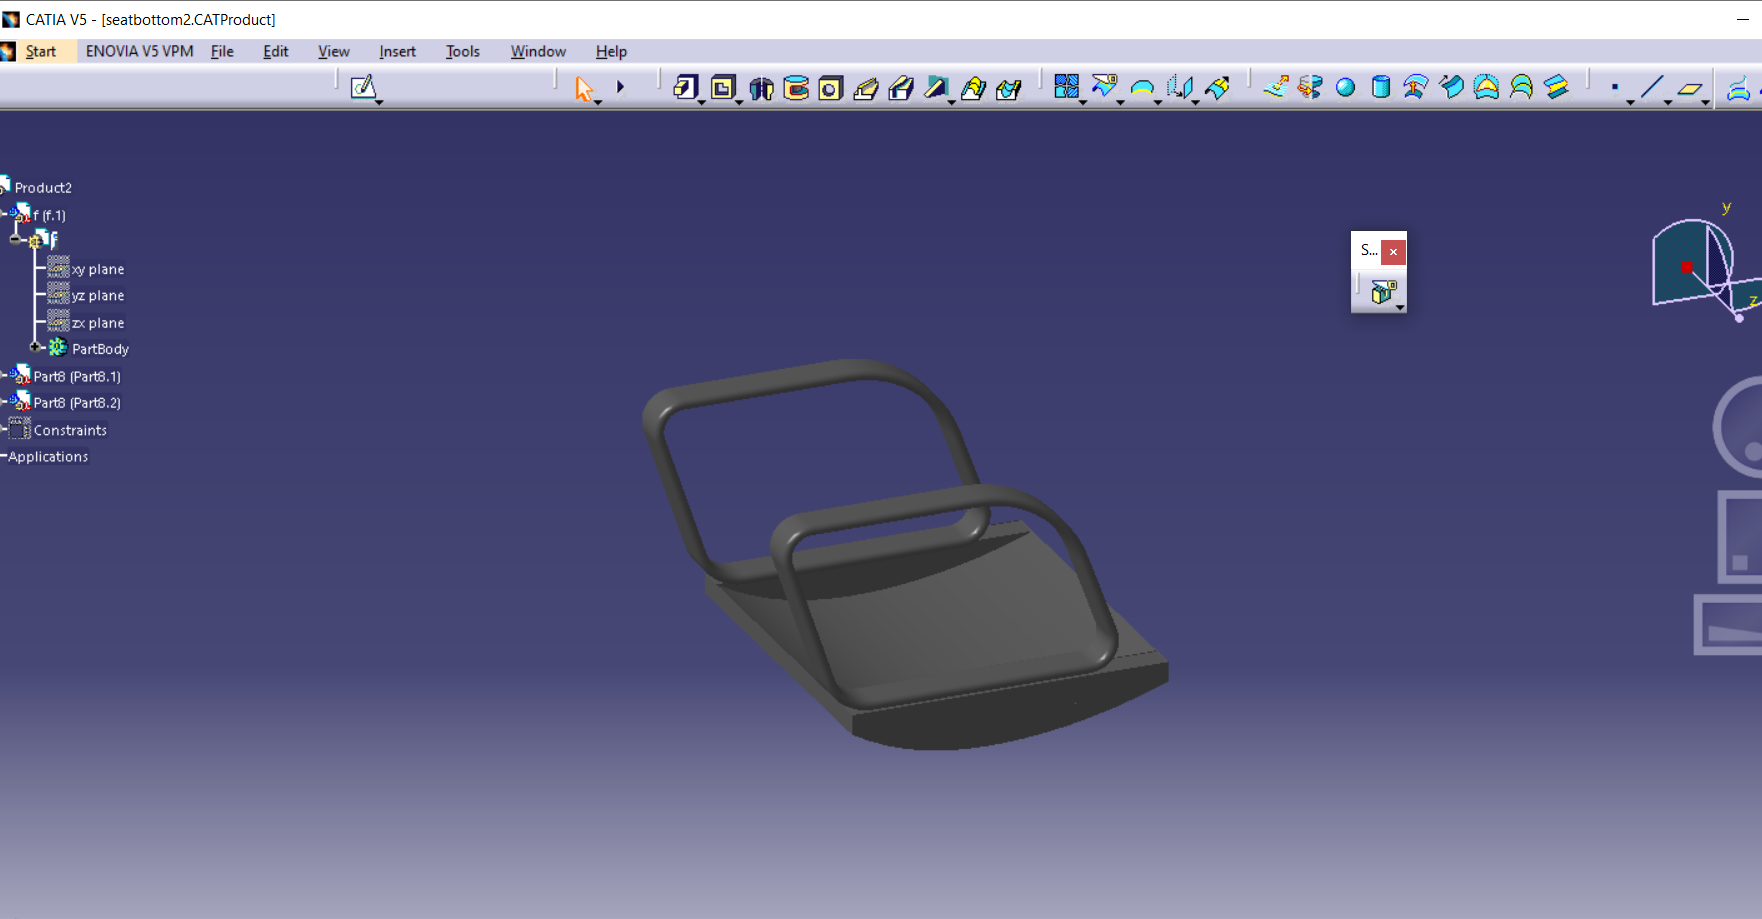 CATIA V5 - [seatbottom2.CATProduct]
Start ENOVIA V5 VPM File Edit View Insert Tools Window Help
Product2
f (f.1)
f
xy plane
yz plane
zx plane
PartBody
Part8 (Part8.1)
Part8 (Part8.2)
Constraints
Applications
S...
y
z